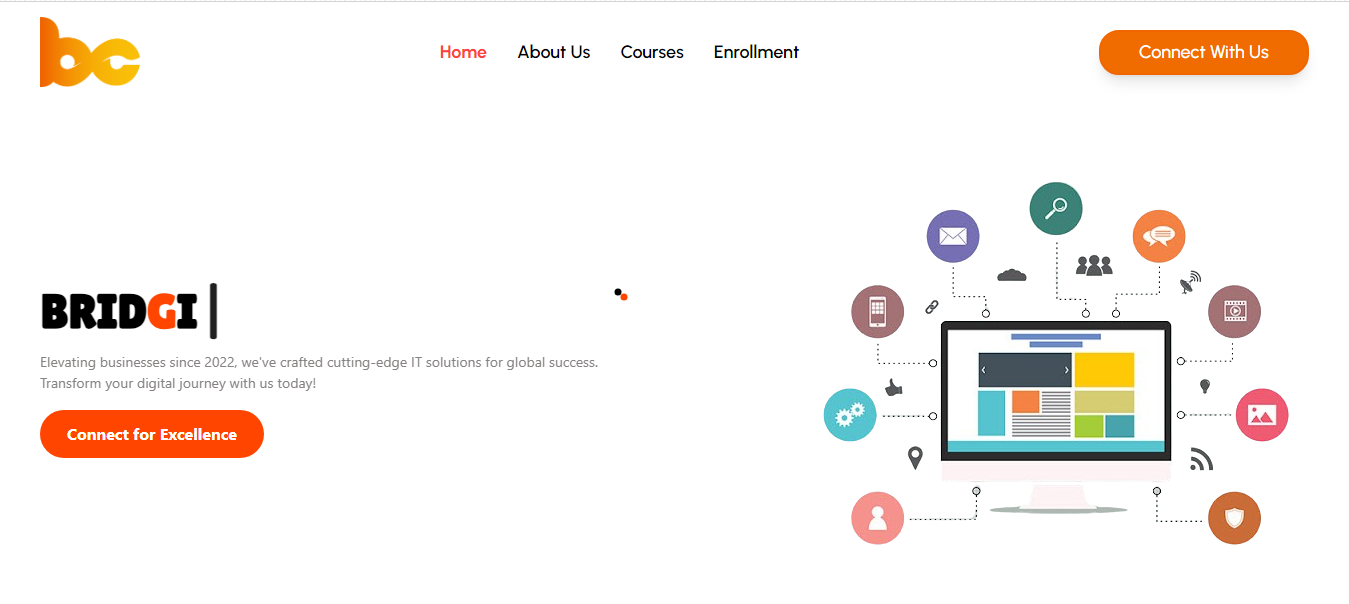 bc
Home
About Us
Courses
Enrollment
Connect With Us
BRIDGI
Elevating businesses since 2022, we've crafted cutting-edge IT solutions for global success.
Transform your digital journey with us today!
Connect for Excellence